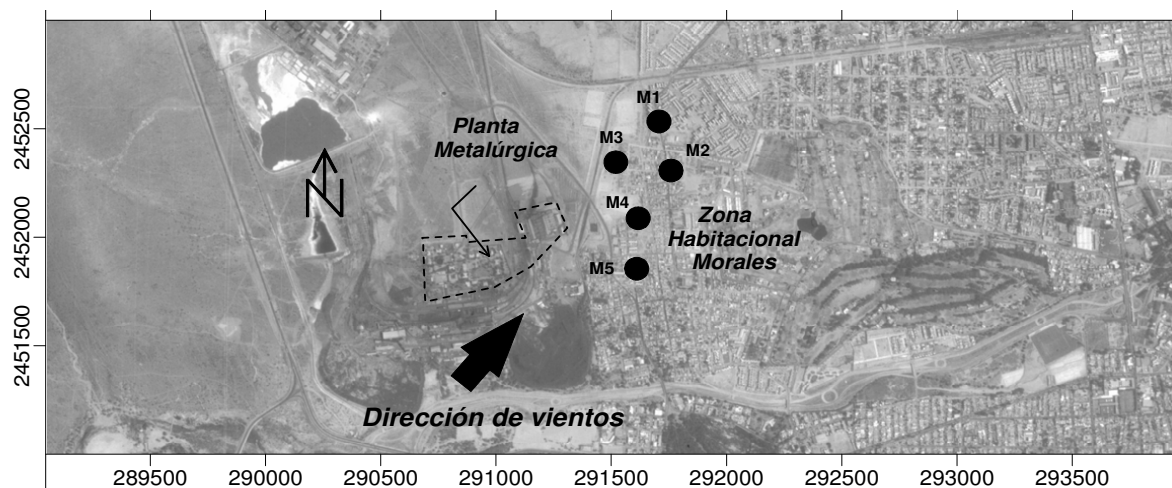 M1
2452500
Planta
Metalúrgica
M3
M2
N
M4
Zona
Habitacional
Morales
2452000
M5
2451500
Dirección de vientos
289500 290000 290500 291000 291500 292000 292500 293000 293500